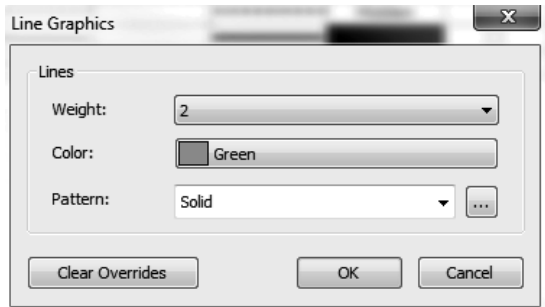 Line Graphics
Lines
Weight: 2
Color: Green
Pattern: Solid ...
Clear Overrides OK Cancel